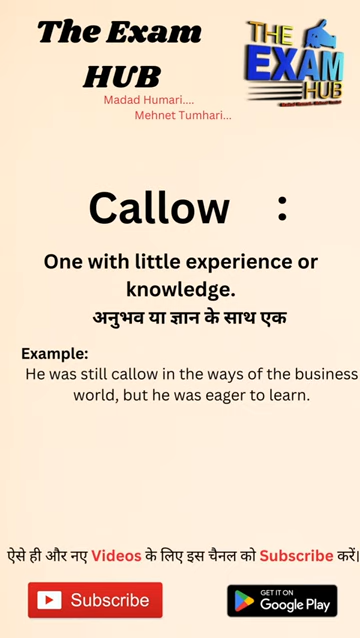 The Exam
HUB
Madad Humari....
Mehnet Tumhari...
THE
EXAM
HUB
Callow :
One with little experience or
knowledge.
अनुभव या ज्ञान के साथ एक
Example:
He was still callow in the ways of the business
world, but he was eager to learn.
ऐसे ही और नए Videos के लिए इस चैनल को Subscribe करें।
Subscribe
GET IT ON
Google Play